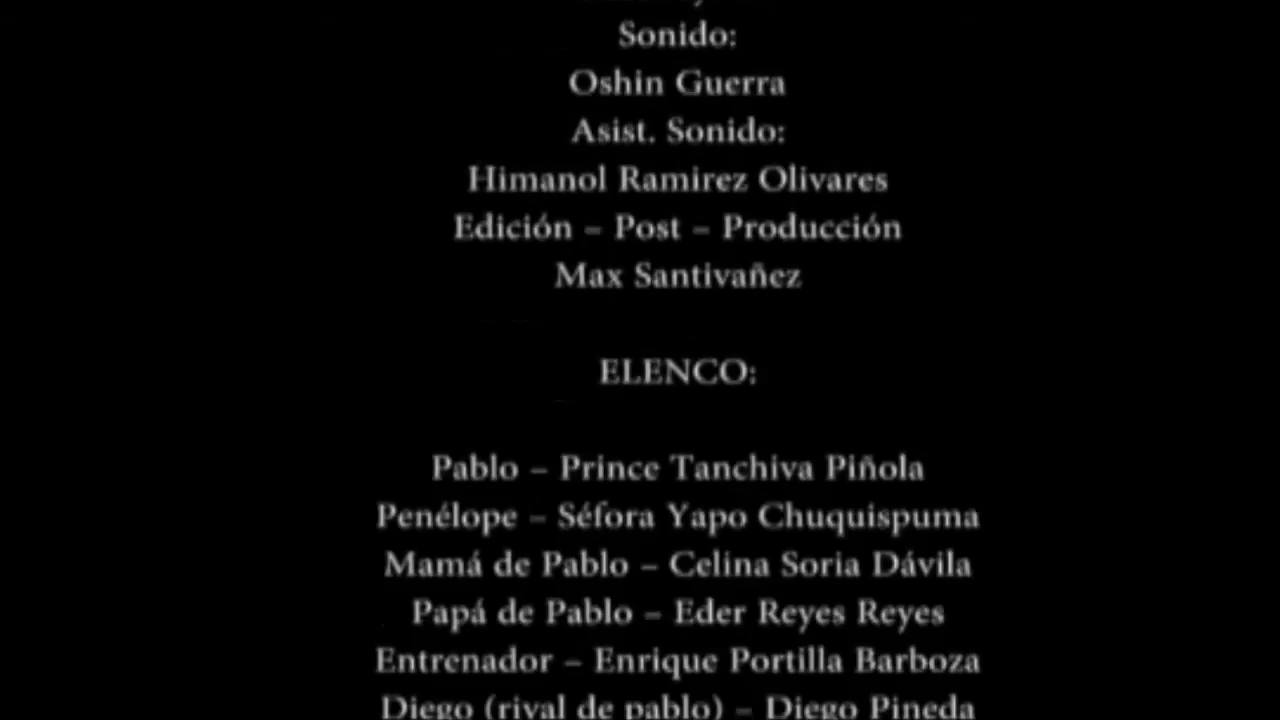 Sonido:
Oshin Guerra
Asist. Sonido:
Himanol Ramirez Olivares
Edición – Post – Producción
Max Santivañez
ELENCO:
Pablo – Prince Tanchiva Piñola
Penélope – Séfora Yapo Chuquispuma
Mamá de Pablo – Celina Soria Dávila
Papá de Pablo – Eder Reyes Reyes
Entrenador – Enrique Portilla Barboza
Diego (rival de pablo) – Diego Pineda